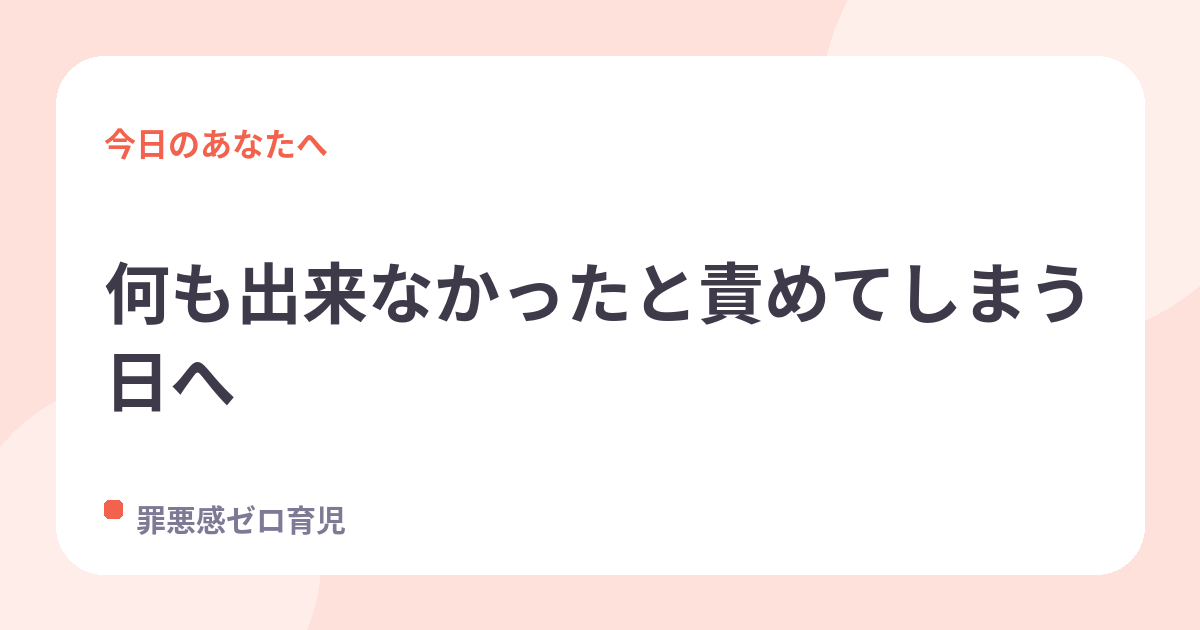 今日のあなたへ
何も出来なかったと責めてしまう
日へ
罪悪感ゼロ育児